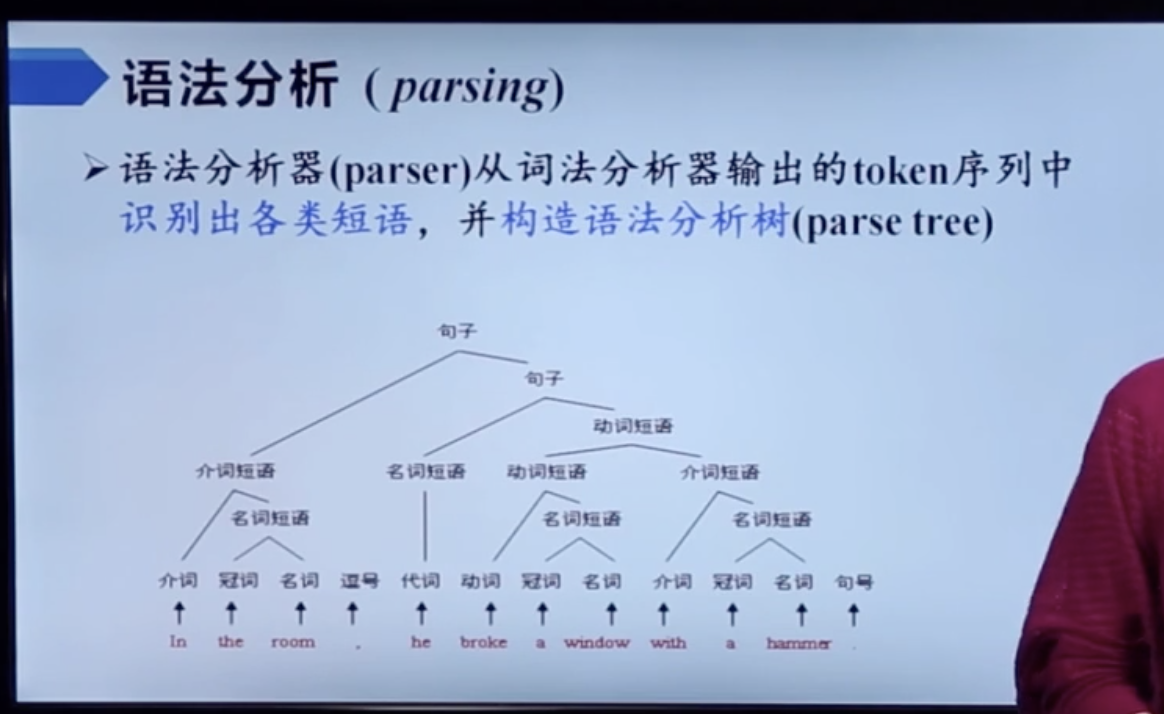 语法分析 (parsing)
➢语法分析器(parser)从词法分析器输出的token序列中
识别出各类短语，并构造语法分析树(parse tree)
句子
句子
动词短语
介词短语 名词短语 动词短语 介词短语
名词短语 名词短语 名词短语
介词 冠词 名词 逗号 代词 动词 冠词 名词 介词 冠词 名词 句号
In the room , he broke a window with a hammer .